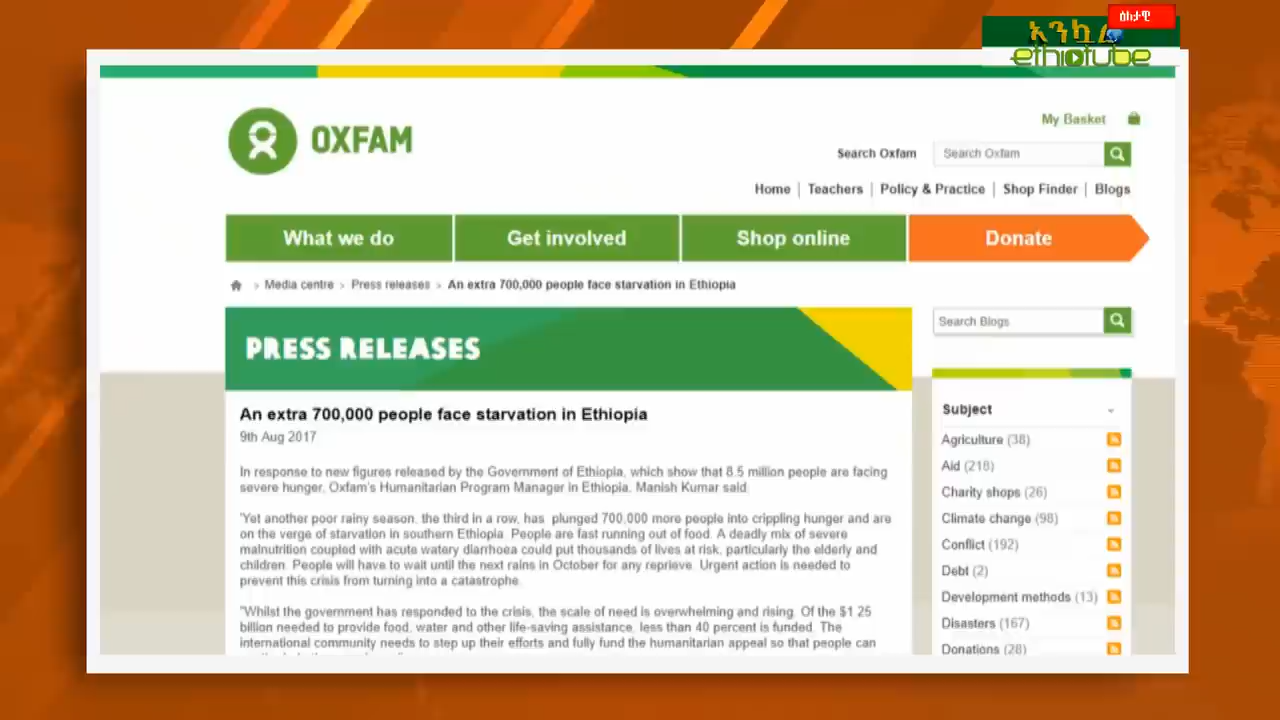 ዕለታዊ
ethiotube
OXFAM
My Basket
Search Oxfam
Search Oxfam
Home | Teachers | Policy & Practice | Shop Finder | Blogs
What we do
Get involved
Shop online
Donate
> Media centre > Press releases > An extra 700,000 people face starvation in Ethiopia
PRESS RELEASES
An extra 700,000 people face starvation in Ethiopia
9th Aug 2017
In response to new figures released by the Government of Ethiopia, which show that 8.5 million people are facing
severe hunger, Oxfam's Humanitarian Program Manager in Ethiopia, Manish Kumar said:
"Yet another poor rainy season, the third in a row, has plunged 700,000 more people into crippling hunger and are
on the verge of starvation in southern Ethiopia. People are fast running out of food. A deadly mix of severe
malnutrition coupled with acute watery diarrhoea could put thousands of lives at risk, particularly the elderly and
children. People will have to wait until the next rains in October for any reprieve. Urgent action is needed to
prevent this crisis from turning into a catastrophe.
"Whilst the government has responded to the crisis, the scale of need is overwhelming and rising. Of the $1.25
billion needed to provide food, water and other life-saving assistance, less than 40 percent is funded. The
international community needs to step up their efforts and fully fund the humanitarian appeal so that people can
Search Blogs
Subject
Agriculture (38)
Aid (218)
Charity shops (26)
Climate change (98)
Conflict (192)
Debt (2)
Development methods (13)
Disasters (167)
Donations (28)